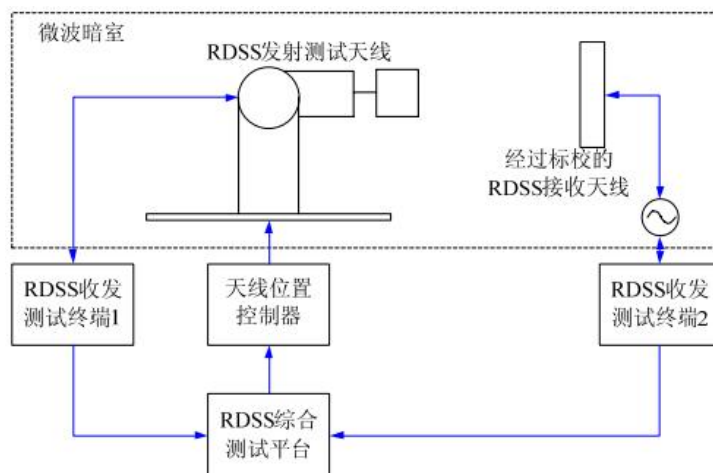 微波暗室
RDSS发射测试天线
经过标校的
RDSS接收天线
RDSS收发
测试终端1
天线位置
控制器
RDSS收发
测试终端2
RDSS综合
测试平台